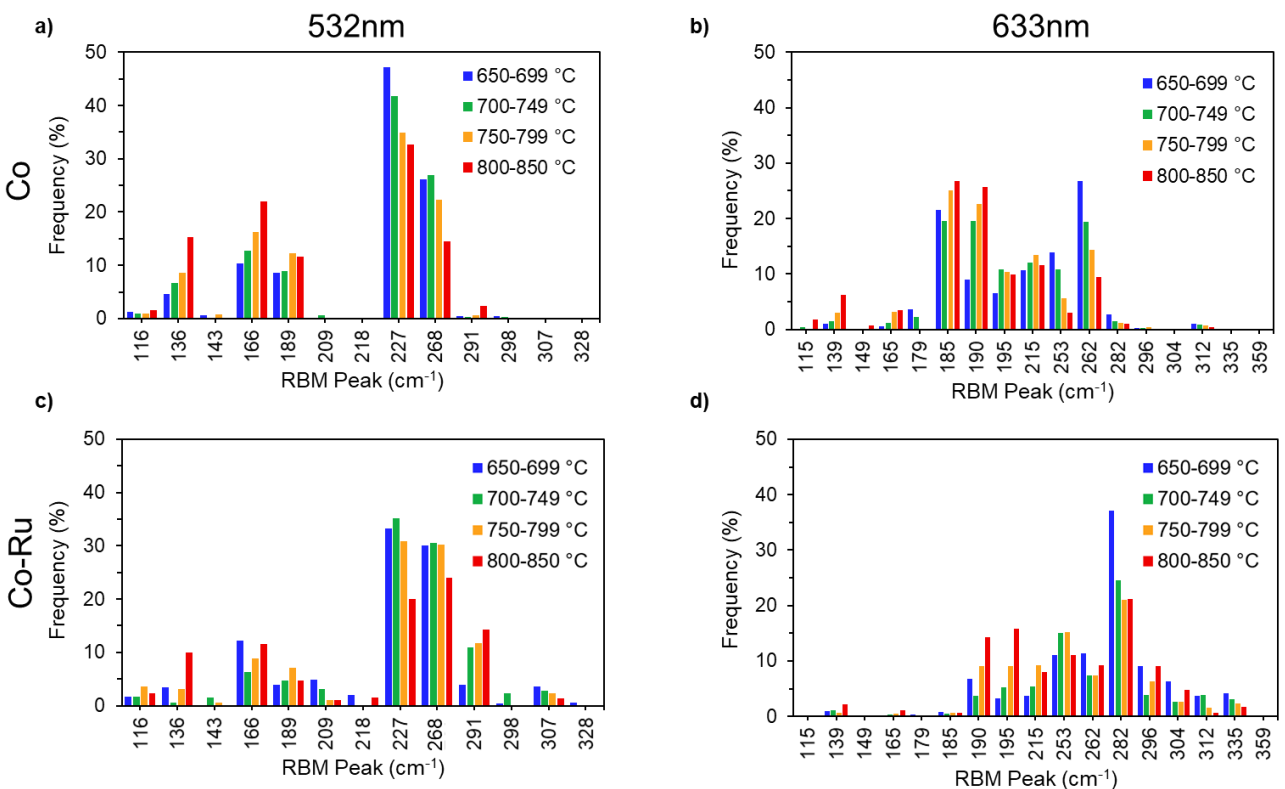 532nm
633nm
Co
Co-Ru
a)
Frequency (%)
50
40
30
20
10
0
650-699 °C
700-749 °C
750-799 °C
800-850 °C
116 136 143 166 189 209 218 227 268 291 298 307 328
RBM Peak (cm⁻¹)
b)
Frequency (%)
50
40
30
20
10
0
650-699 °C
700-749 °C
750-799 °C
800-850 °C
115 139 149 165 179 185 190 195 215 253 262 282 296 304 312 335 359
RBM Peak (cm⁻¹)
c)
Frequency (%)
50
40
30
20
10
0
650-699 °C
700-749 °C
750-799 °C
800-850 °C
116 136 143 166 189 209 218 227 268 291 298 307 328
RBM Peak (cm⁻¹)
d)
Frequency (%)
50
40
30
20
10
0
650-699 °C
700-749 °C
750-799 °C
800-850 °C
115 139 165 179 185 190 195 215 253 262 282 296 304 312 335 359
RBM Peak (cm⁻¹)